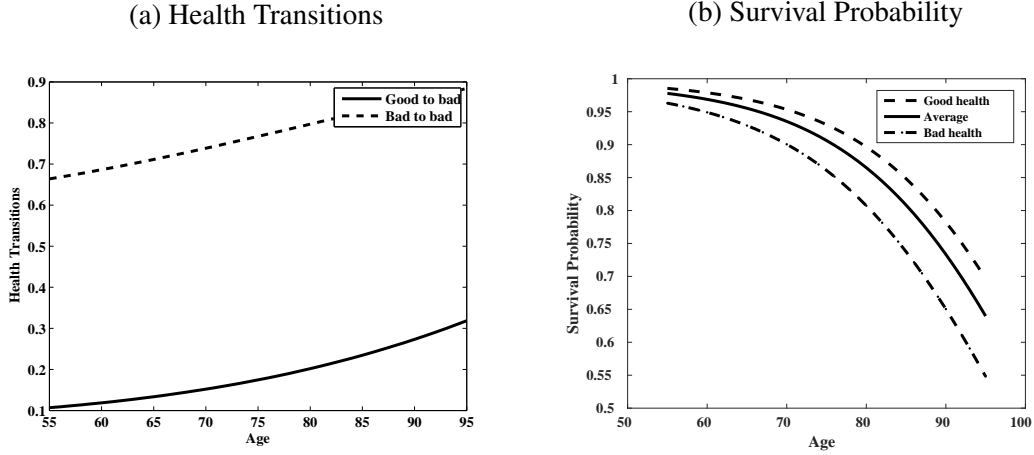 (a) Health Transitions
0.9
0.8
0.7
0.6
0.5
0.4
0.3
0.2
0.1
Health Transitions
55 60 65 70 75 80 85 90 95
Age
Good to bad
Bad to bad
(b) Survival Probability
1
0.95
0.9
0.85
0.8
0.75
0.7
0.65
0.6
0.55
0.5
Survival Probability
50 60 70 80 90 100
Age
Good health
Average
Bad health